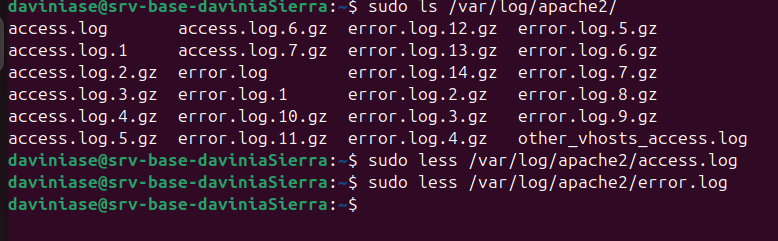 daviniase@srv-base-daviniaSierra:~$ sudo ls /var/log/apache2/
access.log access.log.6.gz error.log.12.gz error.log.5.gz
access.log.1 access.log.7.gz error.log.13.gz error.log.6.gz
access.log.2.gz error.log error.log.14.gz error.log.7.gz
access.log.3.gz error.log.1 error.log.2.gz error.log.8.gz
access.log.4.gz error.log.10.gz error.log.3.gz error.log.9.gz
access.log.5.gz error.log.11.gz error.log.4.gz other_vhosts_access.log
daviniase@srv-base-daviniaSierra:~$ sudo less /var/log/apache2/access.log
daviniase@srv-base-daviniaSierra:~$ sudo less /var/log/apache2/error.log
daviniase@srv-base-daviniaSierra:~$